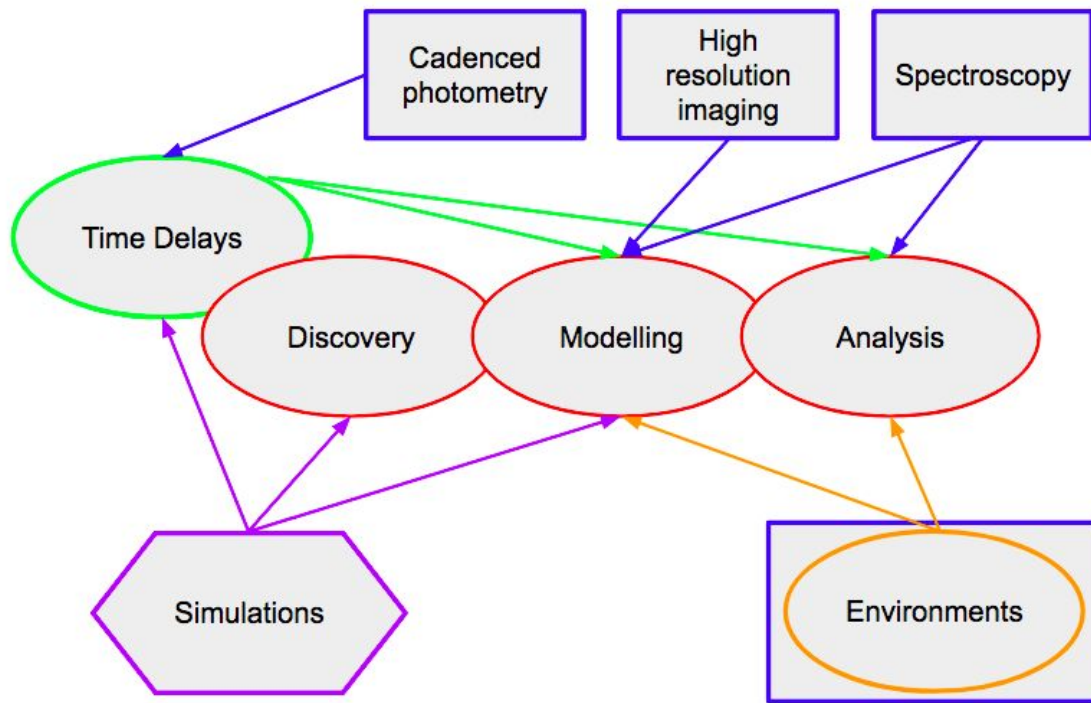 Cadenced
photometry
High
resolution
imaging
Spectroscopy
Time Delays
Discovery
Modelling
Analysis
Simulations
Environments